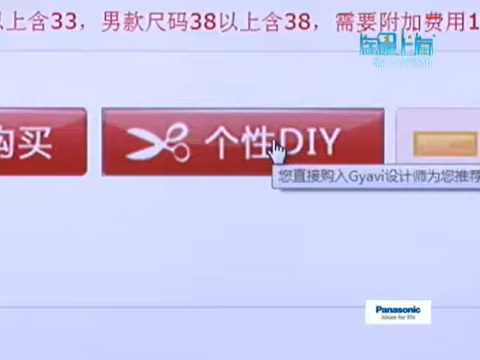 以上含33，男款尺码38以上含38，需要附加费用1
购买
个性DIY
您直接购入Gyavi设计师为您推荐
Panasonic
ideas for life